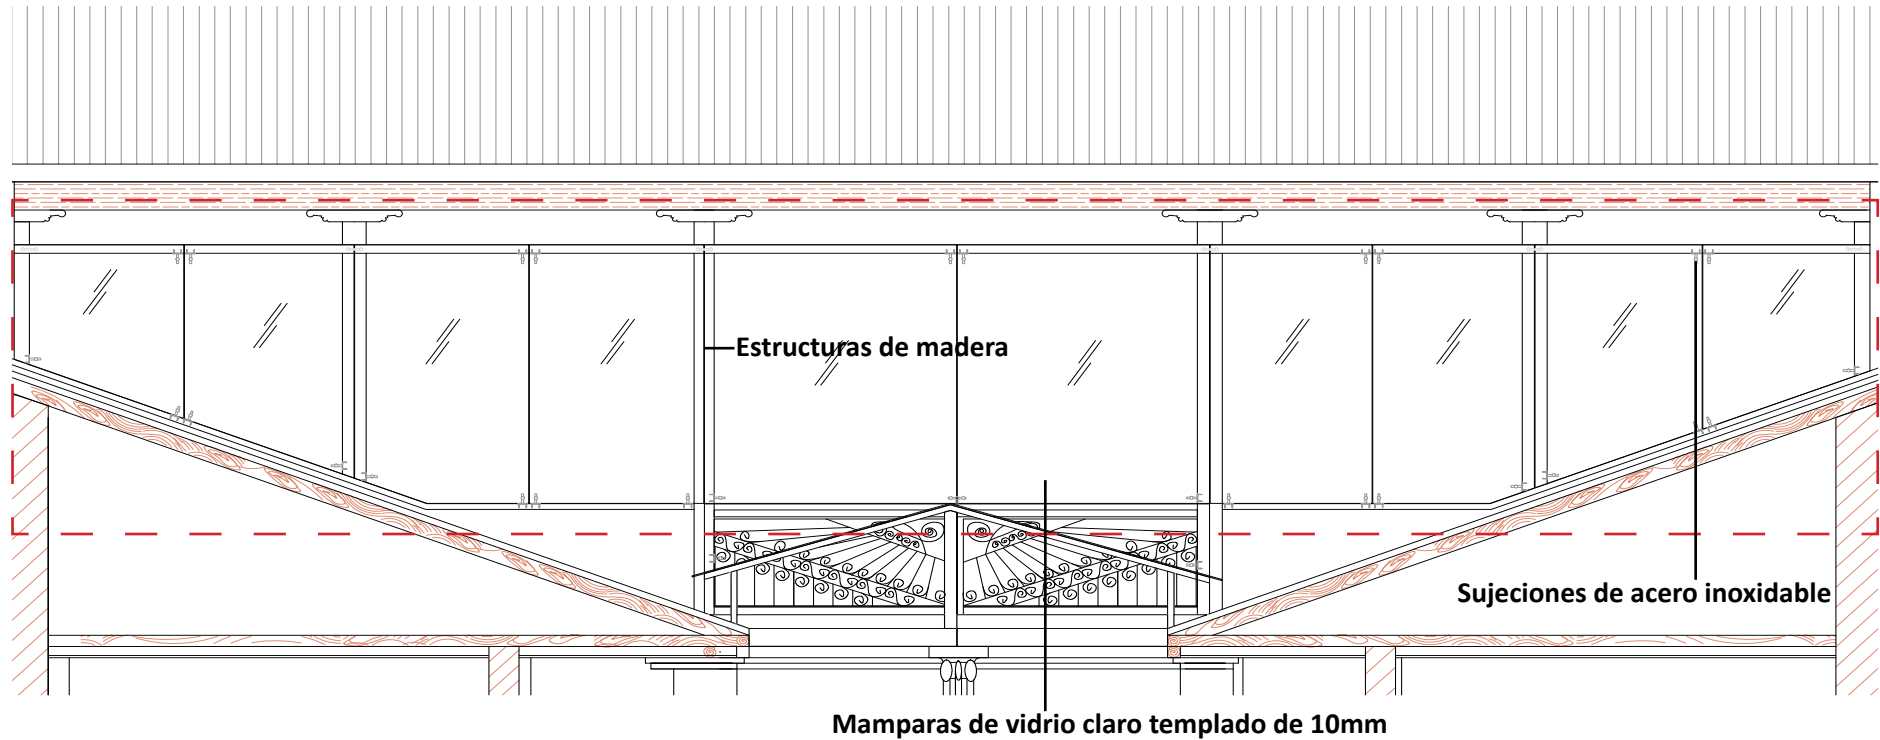 Estructuras de madera
Sujeciones de acero inoxidable
Mamparas de vidrio claro templado de 10mm